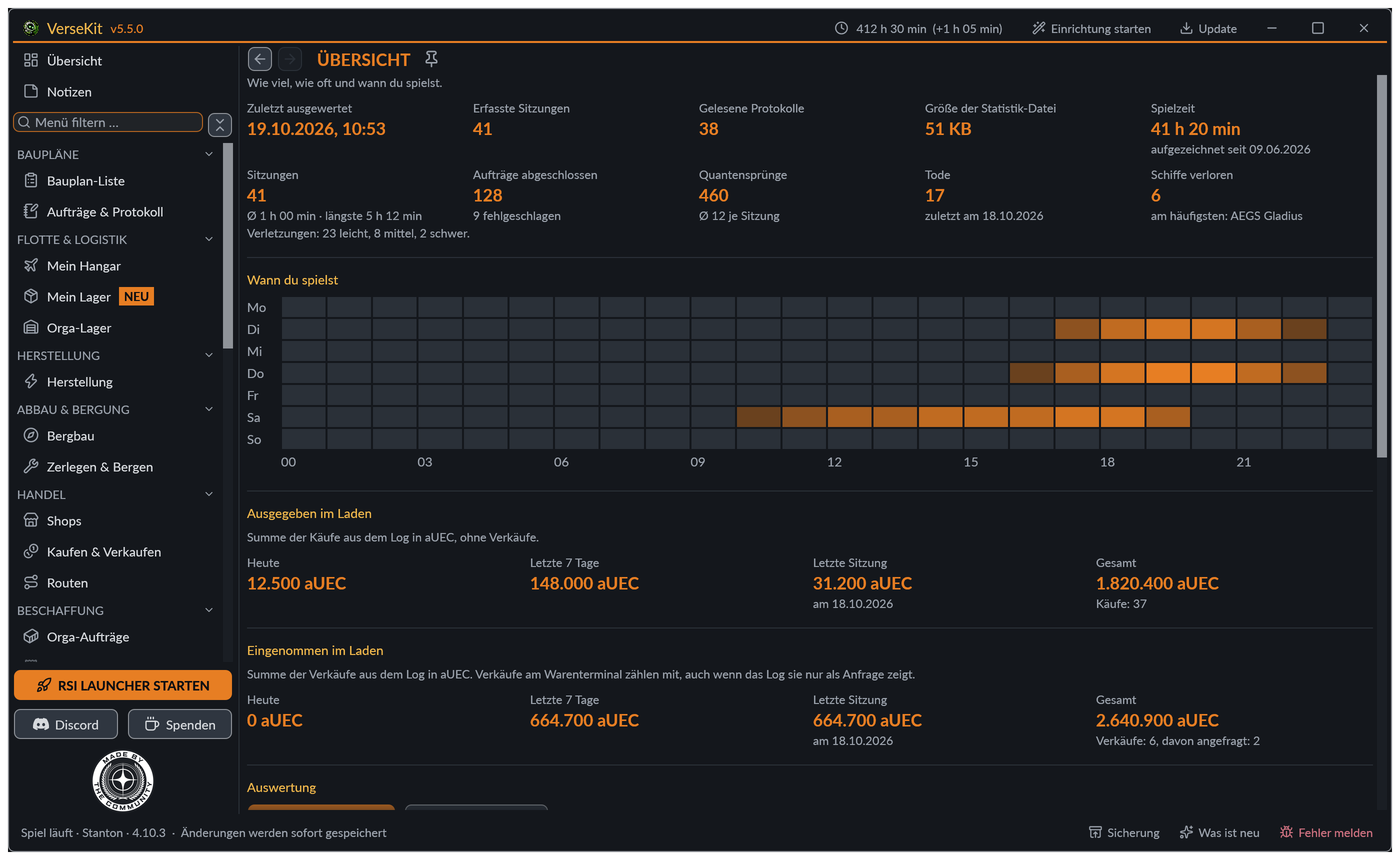 VerseKit v5.5.0
412 h 30 min (+1 h 05 min)
Einrichtung starten
Update
Übersicht
Notizen
Menü filtern ...
BAUPLÄNE
Bauplan-Liste
Aufträge & Protokoll
FLOTTE & LOGISTIK
Mein Hangar
Mein Lager NEU
Orga-Lager
HERSTELLUNG
Herstellung
ABBAU & BERGUNG
Bergbau
Zerlegen & Bergen
HANDEL
Shops
Kaufen & Verkaufen
Routen
BESCHAFFUNG
Orga-Aufträge
RSI LAUNCHER STARTEN
Discord
Spenden
MADE BY
THE COMMUNITY
ÜBERSICHT
Wie viel, wie oft und wann du spielst.
Zuletzt ausgewertet
19.10.2026, 10:53
Erfasste Sitzungen
41
Gelesene Protokolle
38
Größe der Statistik-Datei
51 KB
Spielzeit
41 h 20 min
aufgezeichnet seit 09.06.2026
Sitzungen
41
Ø 1 h 00 min · längste 5 h 12 min
Aufträge abgeschlossen
128
9 fehlgeschlagen
Quantensprünge
460
Ø 12 je Sitzung
Tode
17
zuletzt am 18.10.2026
Schiffe verloren
6
am häufigsten: AEGS Gladius
Verletzungen: 23 leicht, 8 mittel, 2 schwer.
Wann du spielst
Mo
Di
Mi
Do
Fr
Sa
So
00 03 06 09 12 15 18 21
Ausgegeben im Laden
Summe der Käufe aus dem Log in aUEC, ohne Verkäufe.
Heute
12.500 aUEC
Letzte 7 Tage
148.000 aUEC
Letzte Sitzung
31.200 aUEC
am 18.10.2026
Gesamt
1.820.400 aUEC
Käufe: 37
Eingenommen im Laden
Summe der Verkäufe aus dem Log in aUEC. Verkäufe am Warenterminal zählen mit, auch wenn das Log sie nur als Anfrage zeigt.
Heute
0 aUEC
Letzte 7 Tage
664.700 aUEC
Letzte Sitzung
664.700 aUEC
am 18.10.2026
Gesamt
2.640.900 aUEC
Verkäufe: 6, davon angefragt: 2
Auswertung
Spiel läuft · Stanton · 4.10.3 · Änderungen werden sofort gespeichert
Sicherung
Was ist neu
Fehler melden